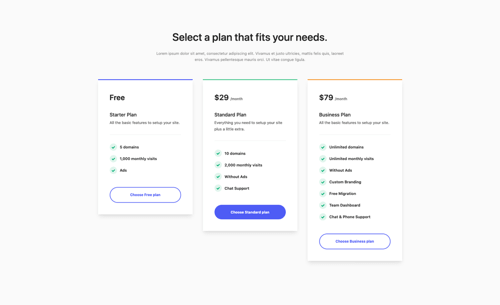 Select a plan that fits your needs.
Lorem ipsum dolor sit amet, consectetur adipiscing elit. Vivamus et justo ultricies, mattis felis quis, laoreet
eros. Vivamus pellentesque mauris orci. Ut vitae congue ligula.
Free
Starter Plan
All the basic features to setup your site.
5 domains
1,000 monthly visits
Ads
Choose Free plan
$29 /month
Standard Plan
Everything you need to setup your site
plus a little extra.
10 domains
2,000 monthly visits
Without Ads
Chat Support
Choose Standard plan
$79 /month
Business Plan
All the basic features to setup your site.
Unlimited domains
Unlimited monthly visits
Without Ads
Custom Branding
Free Migration
Team Dashboard
Chat & Phone Support
Choose Business plan